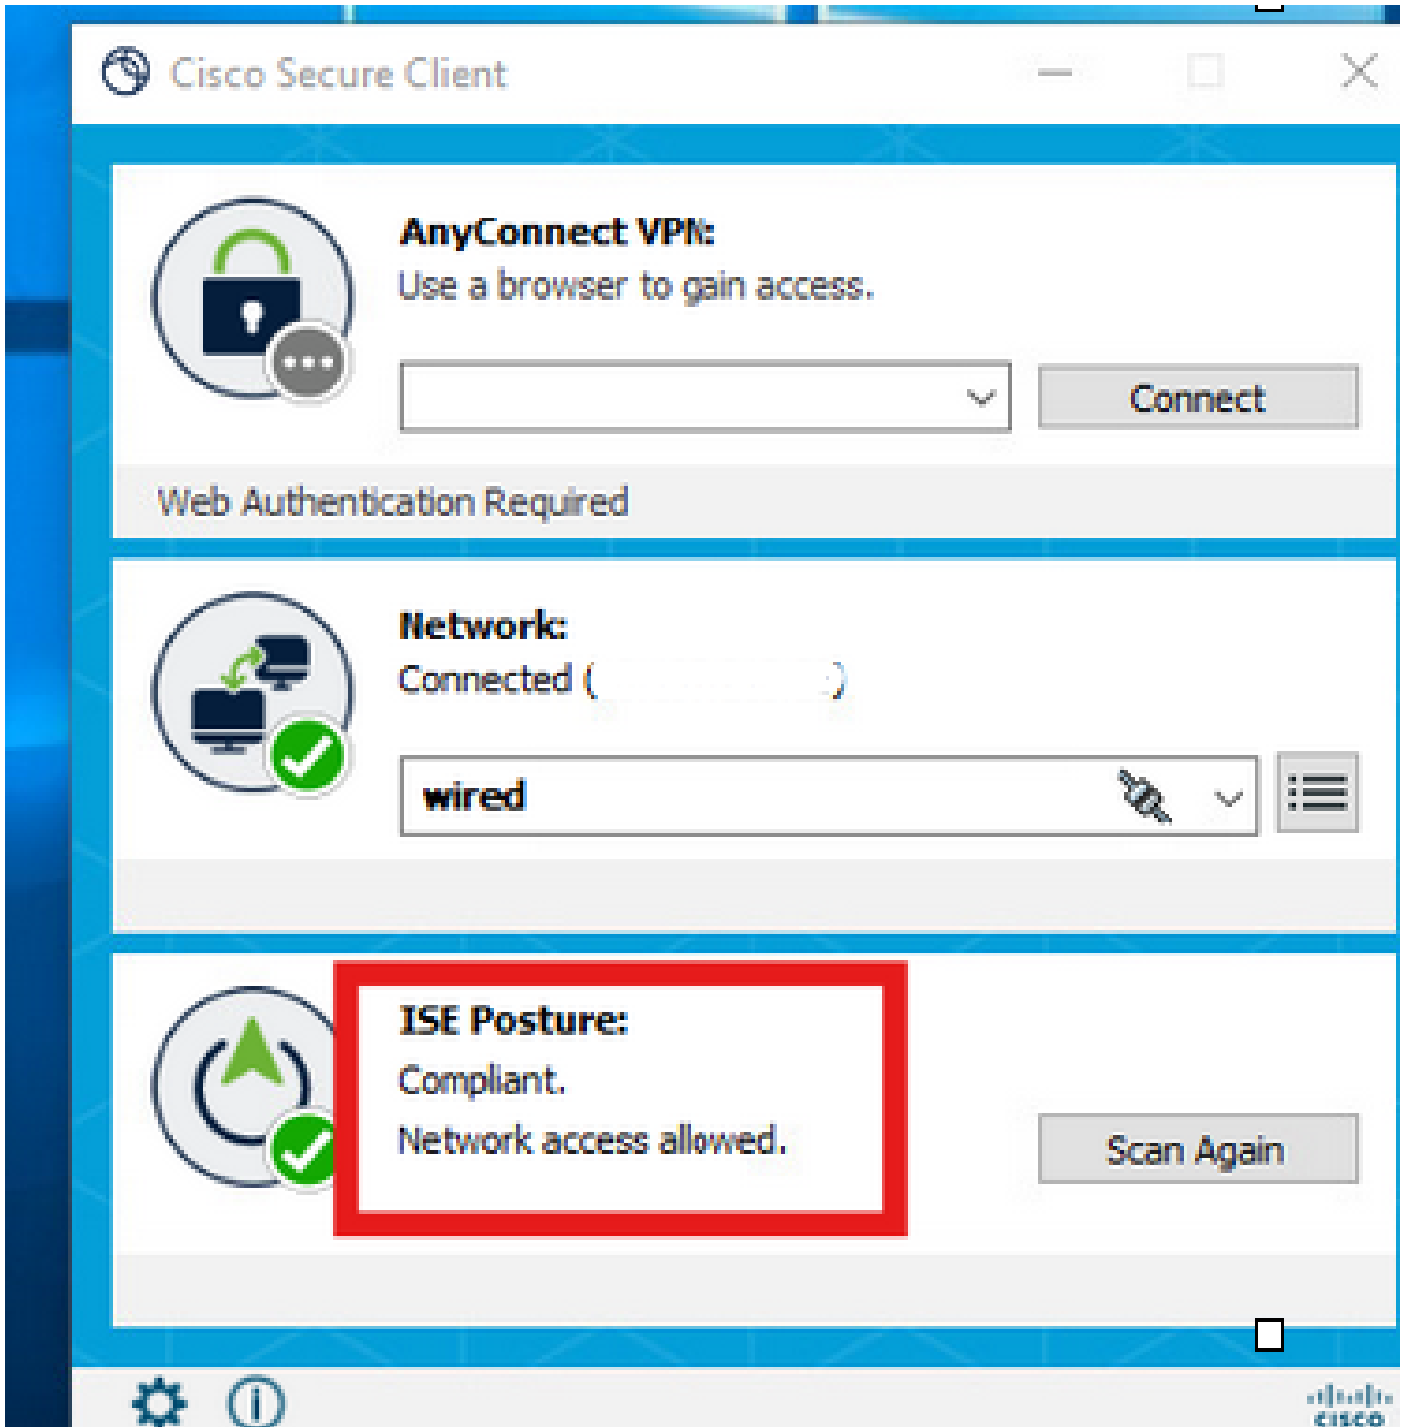 Cisco Secure Client
AnyConnect VPN:
Use a browser to gain access.
Connect
Web Authentication Required
Network:
Connected ( )
wired
ISE Posture:
Compliant.
Network access allowed.
Scan Again
CISCO